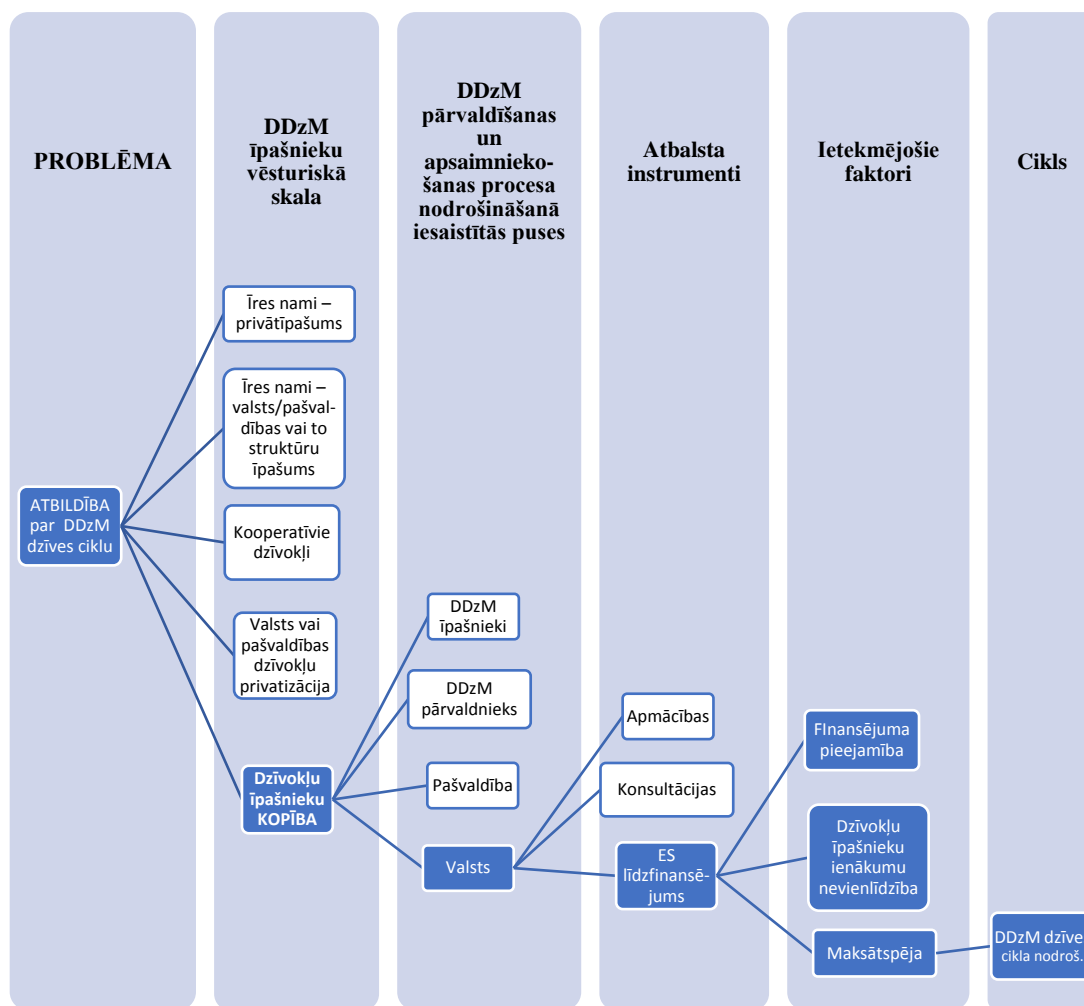 PROBLĒMA
DDzM
īpašnieku
vēsturiskā
skala
DDzM
pārvaldīšanas
un
apsaimnieko-
šanas procesa
nodrošināšanā
iesaistītās puses
Atbalsta
instrumenti
Ietekmējošie
faktori
Cikls
ATBILDĪBA
par DDzM
dzīves ciklu
Īres nami –
privātīpašums
Īres nami –
valsts/pašval-
dības vai to
struktūru
īpašums
Kooperatīvie
dzīvokļi
Valsts vai
pašvaldības
dzīvokļu
privatizācija
Dzīvokļu
īpašnieku
KOPĪBA
DDzM
īpašnieki
DDzM
pārvaldnieks
Pašvaldība
Valsts
Apmācības
Konsultācijas
ES
līdzfinansē-
jums
FInansējuma
pieejamība
Dzīvokļu
īpašnieku
ienākumu
nevienlīdzība
Maksātspēja
DDzM dzīve
cikla nodroš.